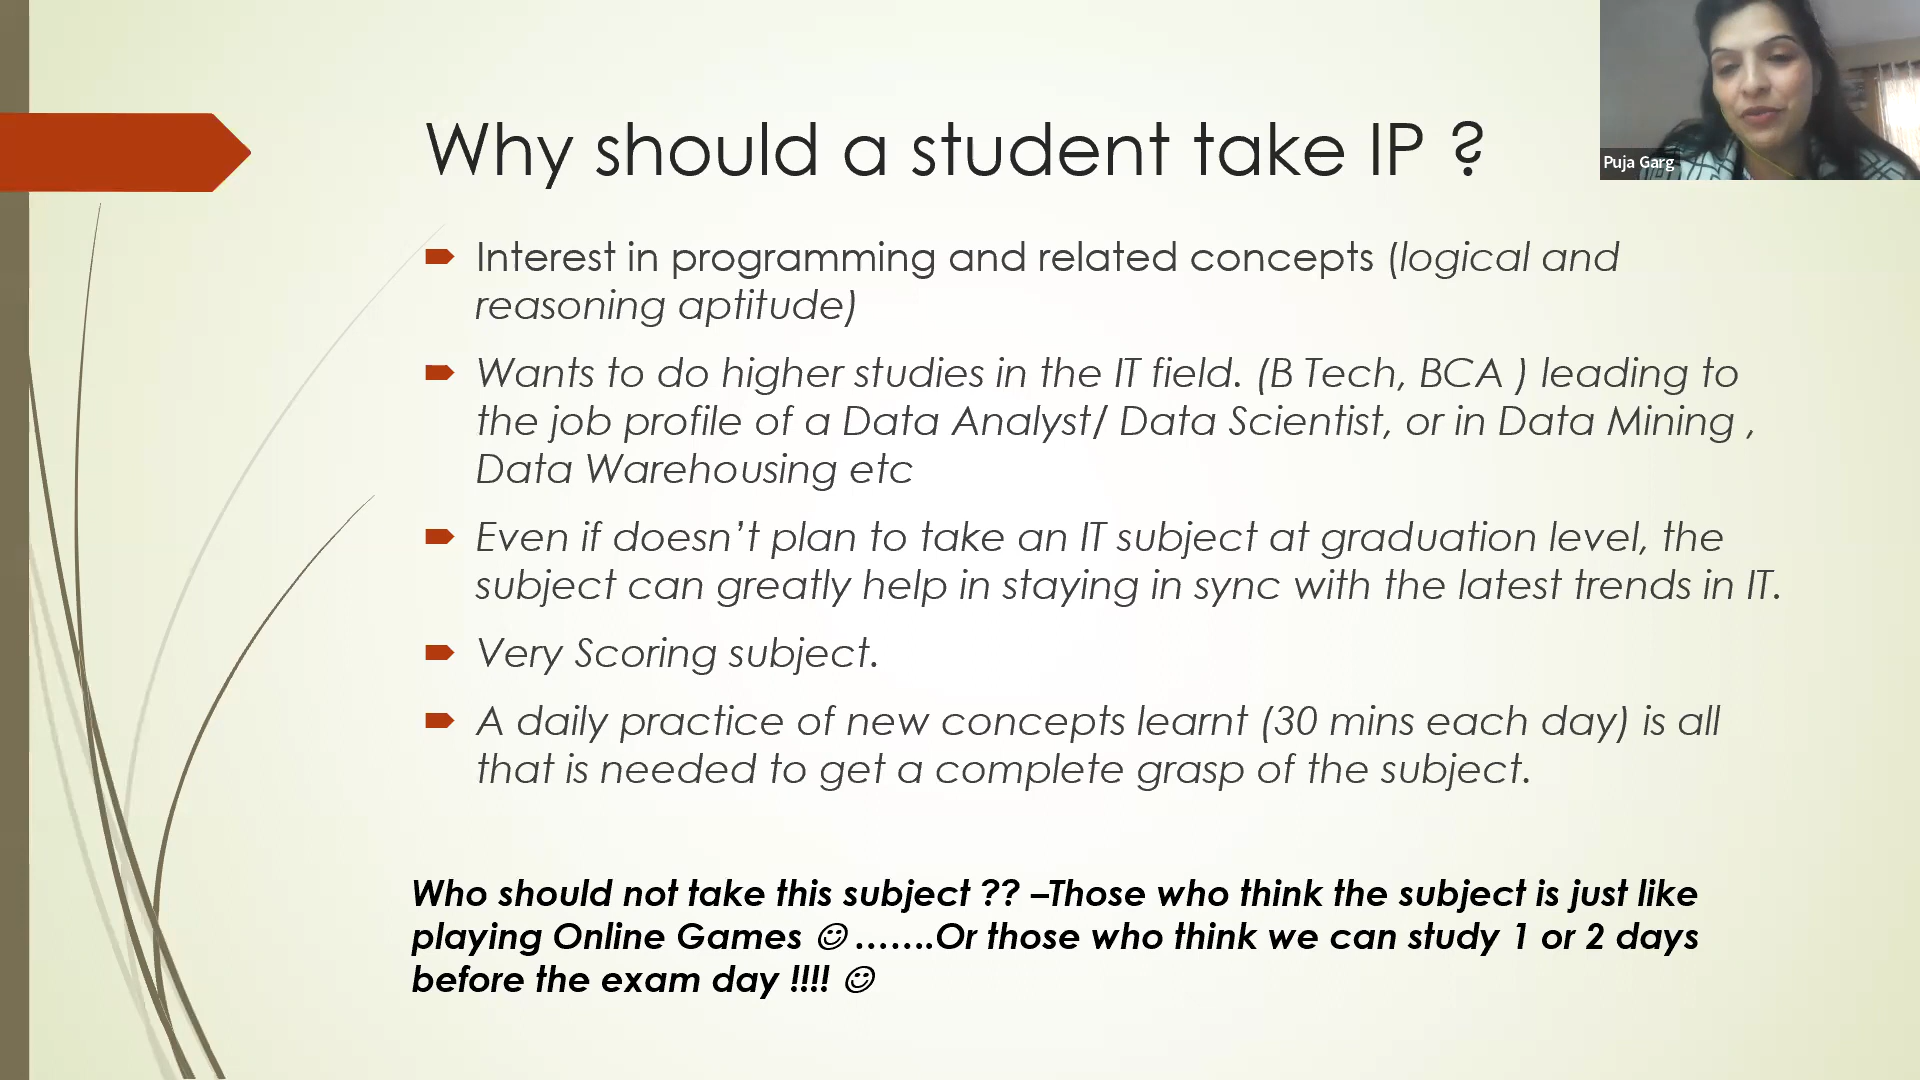 Why should a student take IP ?
Puja Garg
Interest in programming and related concepts (logical and
reasoning aptitude)
Wants to do higher studies in the IT field. (B Tech, BCA ) leading to
the job profile of a Data Analyst/ Data Scientist, or in Data Mining ,
Data Warehousing etc
Even if doesn’t plan to take an IT subject at graduation level, the
subject can greatly help in staying in sync with the latest trends in IT.
Very Scoring subject.
A daily practice of new concepts learnt (30 mins each day) is all
that is needed to get a complete grasp of the subject.
Who should not take this subject ?? –Those who think the subject is just like
playing Online Games ☺ …….Or those who think we can study 1 or 2 days
before the exam day !!!! ☺